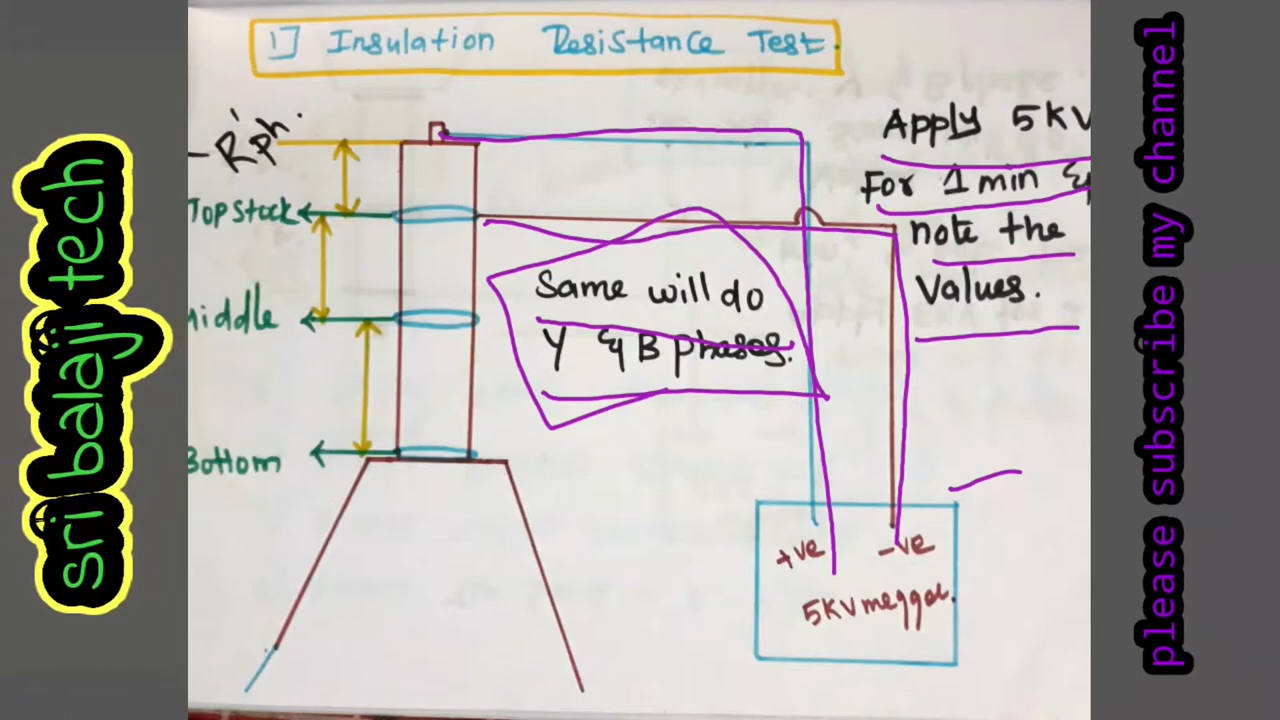 1] Insulation Resistance Test.
- R ph.
Top stack
Middle
Bottom
Same will do
Y & B phases.
Apply 5KV
For 1 min &
note the
values.
+ve -ve
5KV meggar.
sri balaji tech
please subscribe my channel